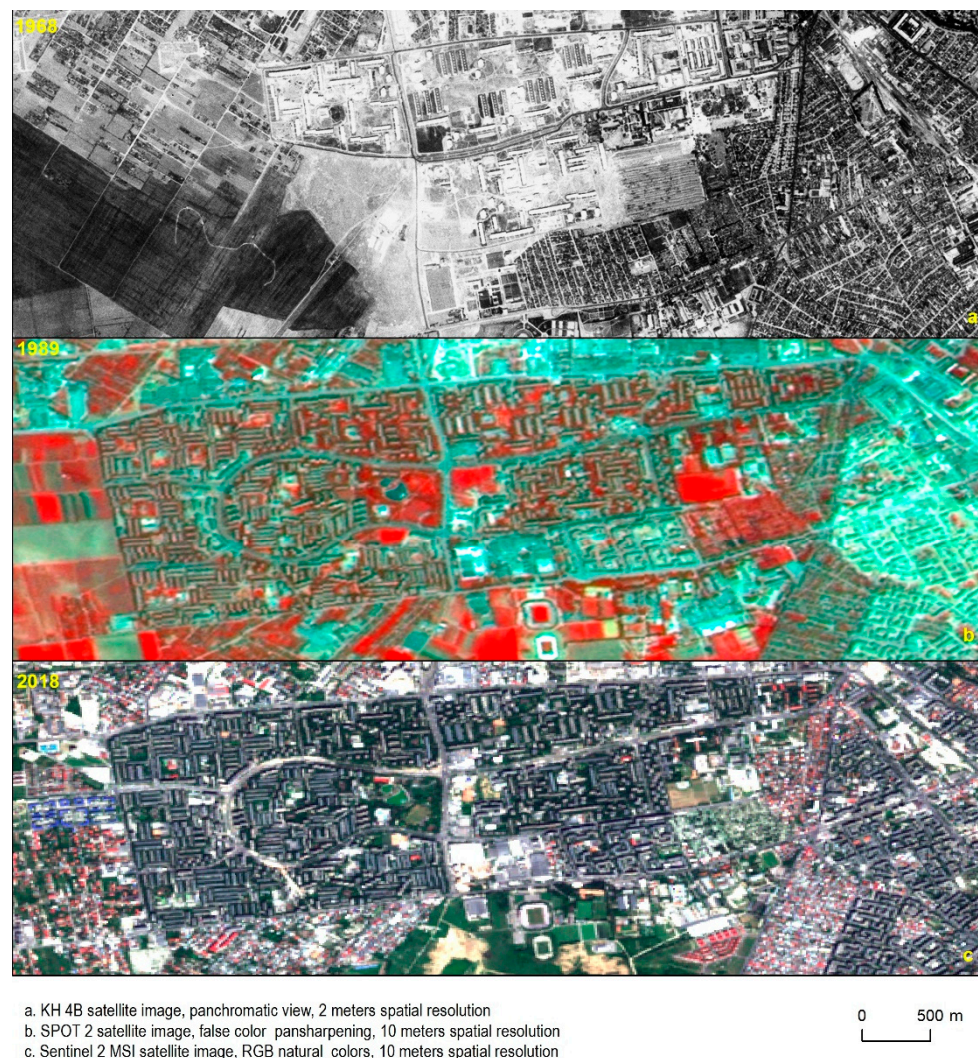 1968
a
1989
b
2018
c
a. KH 4B satellite image, panchromatic view, 2 meters spatial resolution
b. SPOT 2 satellite image, false color pansharpening, 10 meters spatial resolution
c. Sentinel 2 MSI satellite image, RGB natural colors, 10 meters spatial resolution
0 500 m